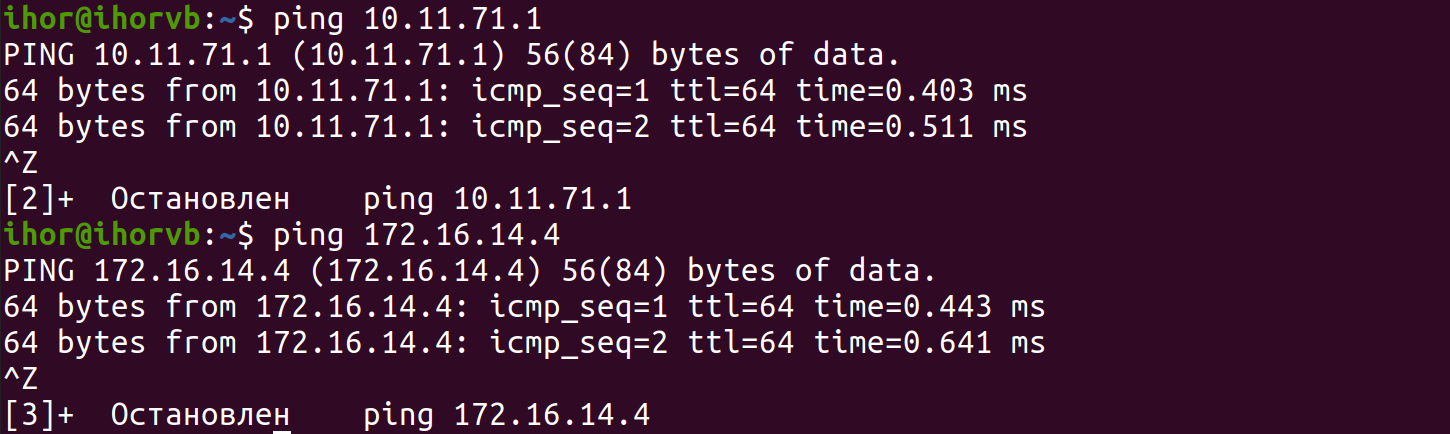 ihor@ihorvb:~$ ping 10.11.71.1
PING 10.11.71.1 (10.11.71.1) 56(84) bytes of data.
64 bytes from 10.11.71.1: icmp_seq=1 ttl=64 time=0.403 ms
64 bytes from 10.11.71.1: icmp_seq=2 ttl=64 time=0.511 ms
^Z
[2]+  Остановлен    ping 10.11.71.1
ihor@ihorvb:~$ ping 172.16.14.4
PING 172.16.14.4 (172.16.14.4) 56(84) bytes of data.
64 bytes from 172.16.14.4: icmp_seq=1 ttl=64 time=0.443 ms
64 bytes from 172.16.14.4: icmp_seq=2 ttl=64 time=0.641 ms
^Z
[3]+  Остановлен    ping 172.16.14.4